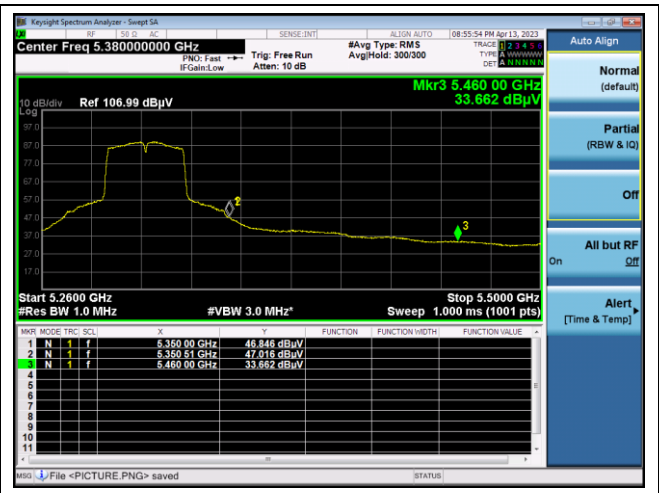 Keysight Spectrum Analyzer - Swept SA
RF 50 Ω AC SENSE:INT ALIGN AUTO 08:55:54 PM Apr 13, 2023
Center Freq 5.380000000 GHz
PNO: Fast
IFGain:Low
Trig: Free Run
Atten: 10 dB
#Avg Type: RMS
Avg|Hold: 300/300
TRACE 1 2 3 4 5 6
TYPE A WWWWW
DET A NNNNN
Mkr3 5.460 00 GHz
33.662 dBµV
10 dB/div Ref 106.99 dBµV
Log
97.0
87.0
77.0
67.0
57.0
47.0
37.0
27.0
17.0
2
3
Start 5.2600 GHz Stop 5.5000 GHz
#Res BW 1.0 MHz #VBW 3.0 MHz* Sweep 1.000 ms (1001 pts)
MKR MODE TRC SCL X Y FUNCTION FUNCTION WIDTH FUNCTION VALUE
1 N 1 f 5.350 00 GHz 46.846 dBuV
2 N 1 f 5.350 51 GHz 47.016 dBuV
3 N 1 f 5.460 00 GHz 33.662 dBuV
4
5
6
7
8
9
10
11
MSG File <PICTURE.PNG> saved STATUS
Auto Align
Normal
(default)
Partial
(RBW & IQ)
Off
All but RF
On Off
Alert
[Time & Temp]